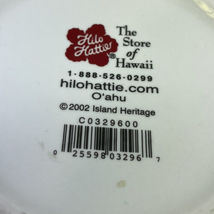 Hilo
Hattie®
The
Store
of
Hawaii
1-888-526-0299
hilohattie.com
O'ahu
© 2002 Island Heritage
C0329600
0 25598 03296 7